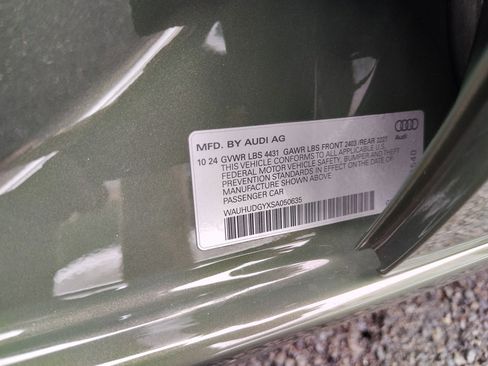 MFD. BY AUDI AG
Audi
10 24 GVWR LBS 4431 GAWR LBS FRONT 2403 /REAR 2227
THIS VEHICLE CONFORMS TO ALL APPLICABLE U.S.
FEDERAL MOTOR VEHICLE SAFETY, BUMPER, AND THEFT
PREVENTION STANDARDS IN EFFECT ON THE DATE OF
MANUFACTURE SHOWN ABOVE
PASSENGER CAR
WAUHUDGYXSA050635